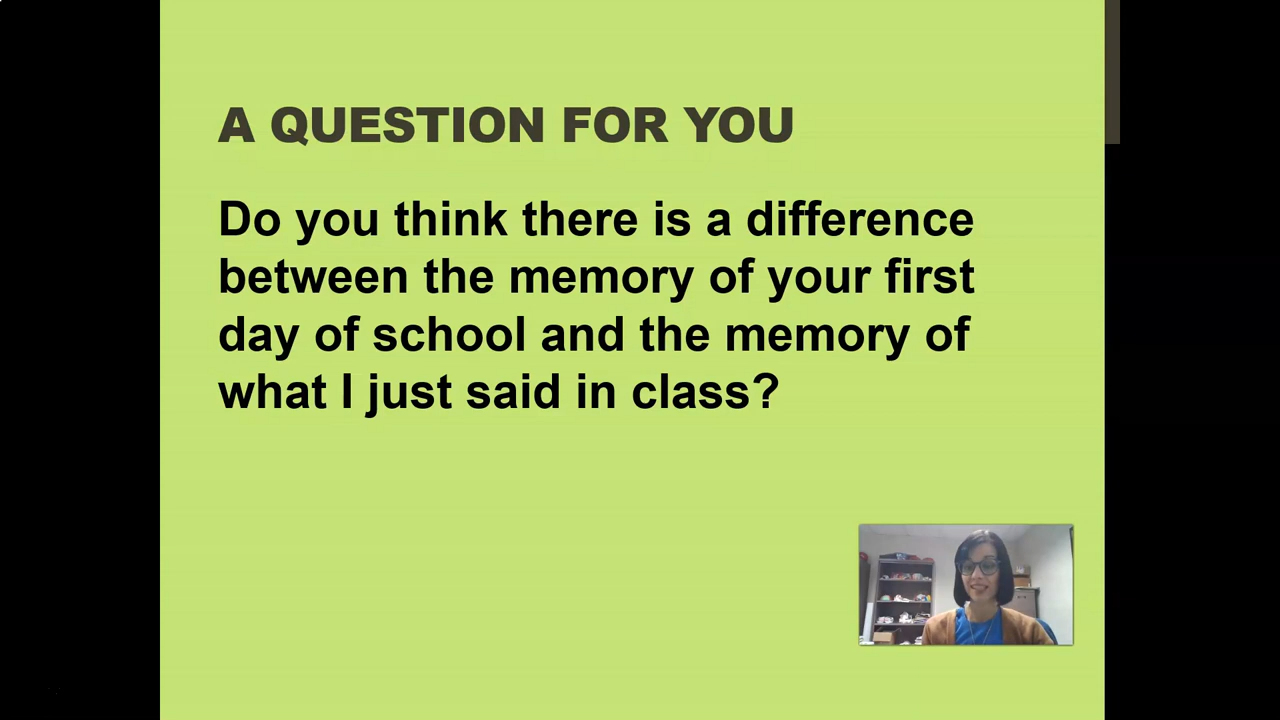 A QUESTION FOR YOU
Do you think there is a difference
between the memory of your first
day of school and the memory of
what I just said in class?